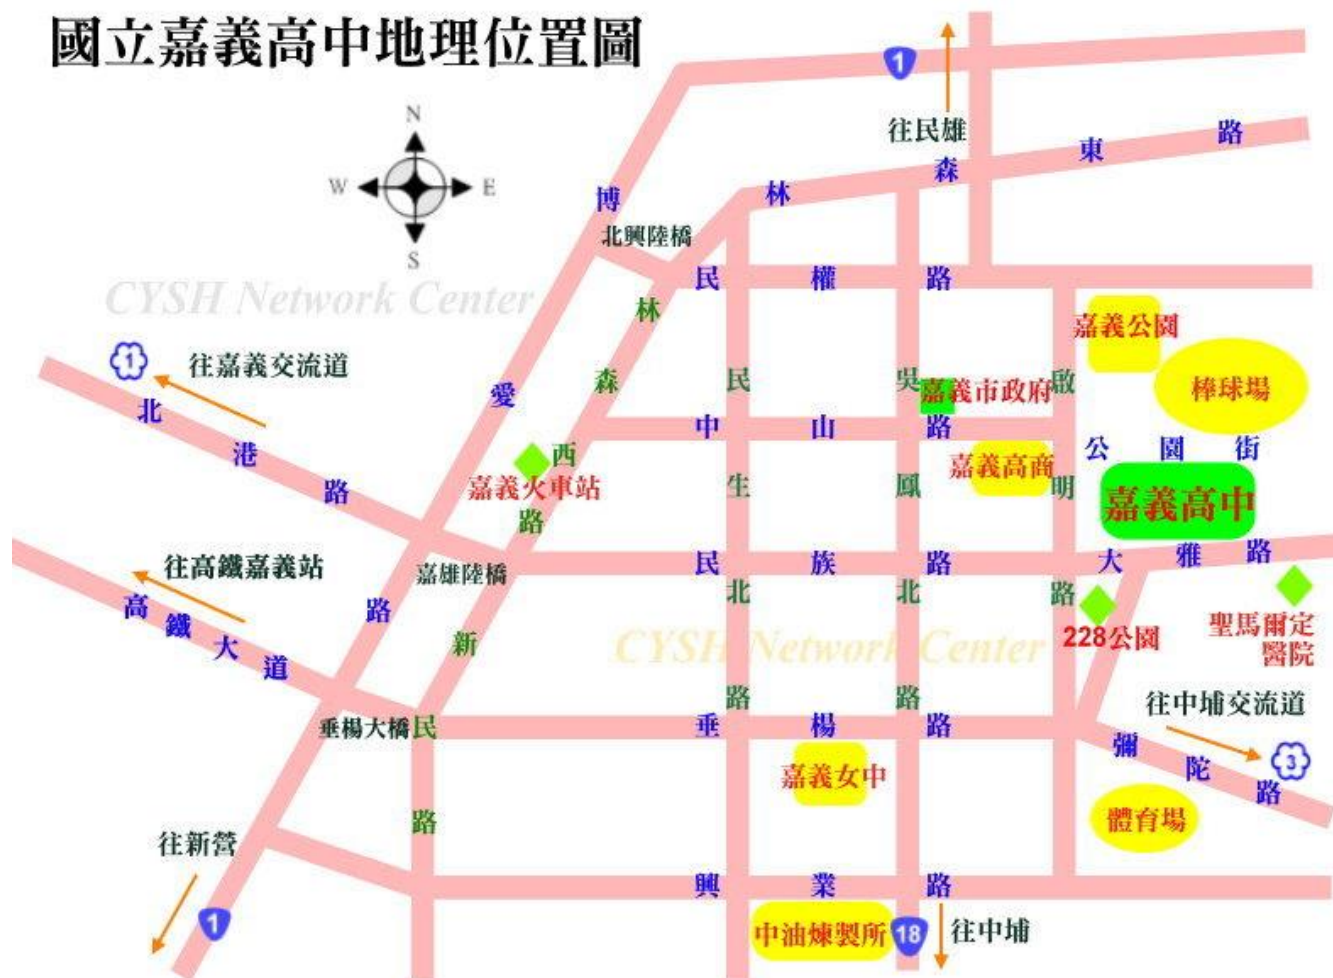 國立嘉義高中地理位置圖
1
往民雄
N
W
E
S
林森東路
博愛路
北興陸橋
CYSH Network Center
民權路
林森西路
嘉義公園
1
往嘉義交流道
北港路
民生北路
吳鳳北路
啟明路
嘉義市政府
棒球場
中山路
公園街
嘉義火車站
嘉義高商
嘉義高中
往高鐵嘉義站
嘉雄陸橋
民族路
大雅路
高鐵大道
新民路
CYSH Network Center
228公園
聖馬爾定
醫院
往中埔交流道
3
垂楊大橋
垂楊路
彌陀路
嘉義女中
體育場
往新營
1
興業路
中油煉製所
18
往中埔